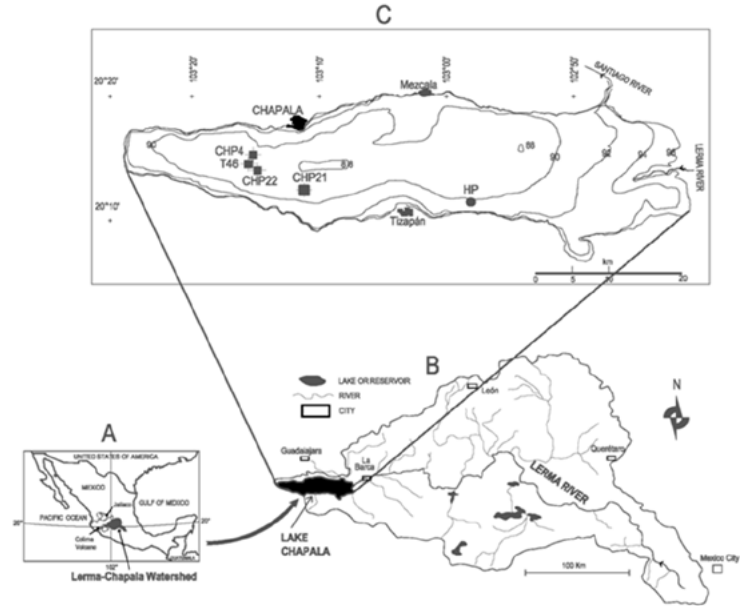 C
103°20'
103°10'
103°00'
102°50'
20°20'
SANTIAGO RIVER
Mezcala
CHAPALA
90
CHP4
T46
CHP22
CHP21
88
90
92
94
LERMA RIVER
HP
20°10'
Tizapán
km
0 5 10 20
B
LAKE OR RESERVOIR
RIVER
CITY
León
N
Guadalajara
La
Barca
Querétaro
LERMA RIVER
LAKE
CHAPALA
Mexico City
100 Km
A
UNITED STATES OF AMERICA
MEXICO
GULF OF MEXICO
Jalisco
PACIFIC OCEAN
20°
Colima
Volcano
102°
Lerma-Chapala Watershed